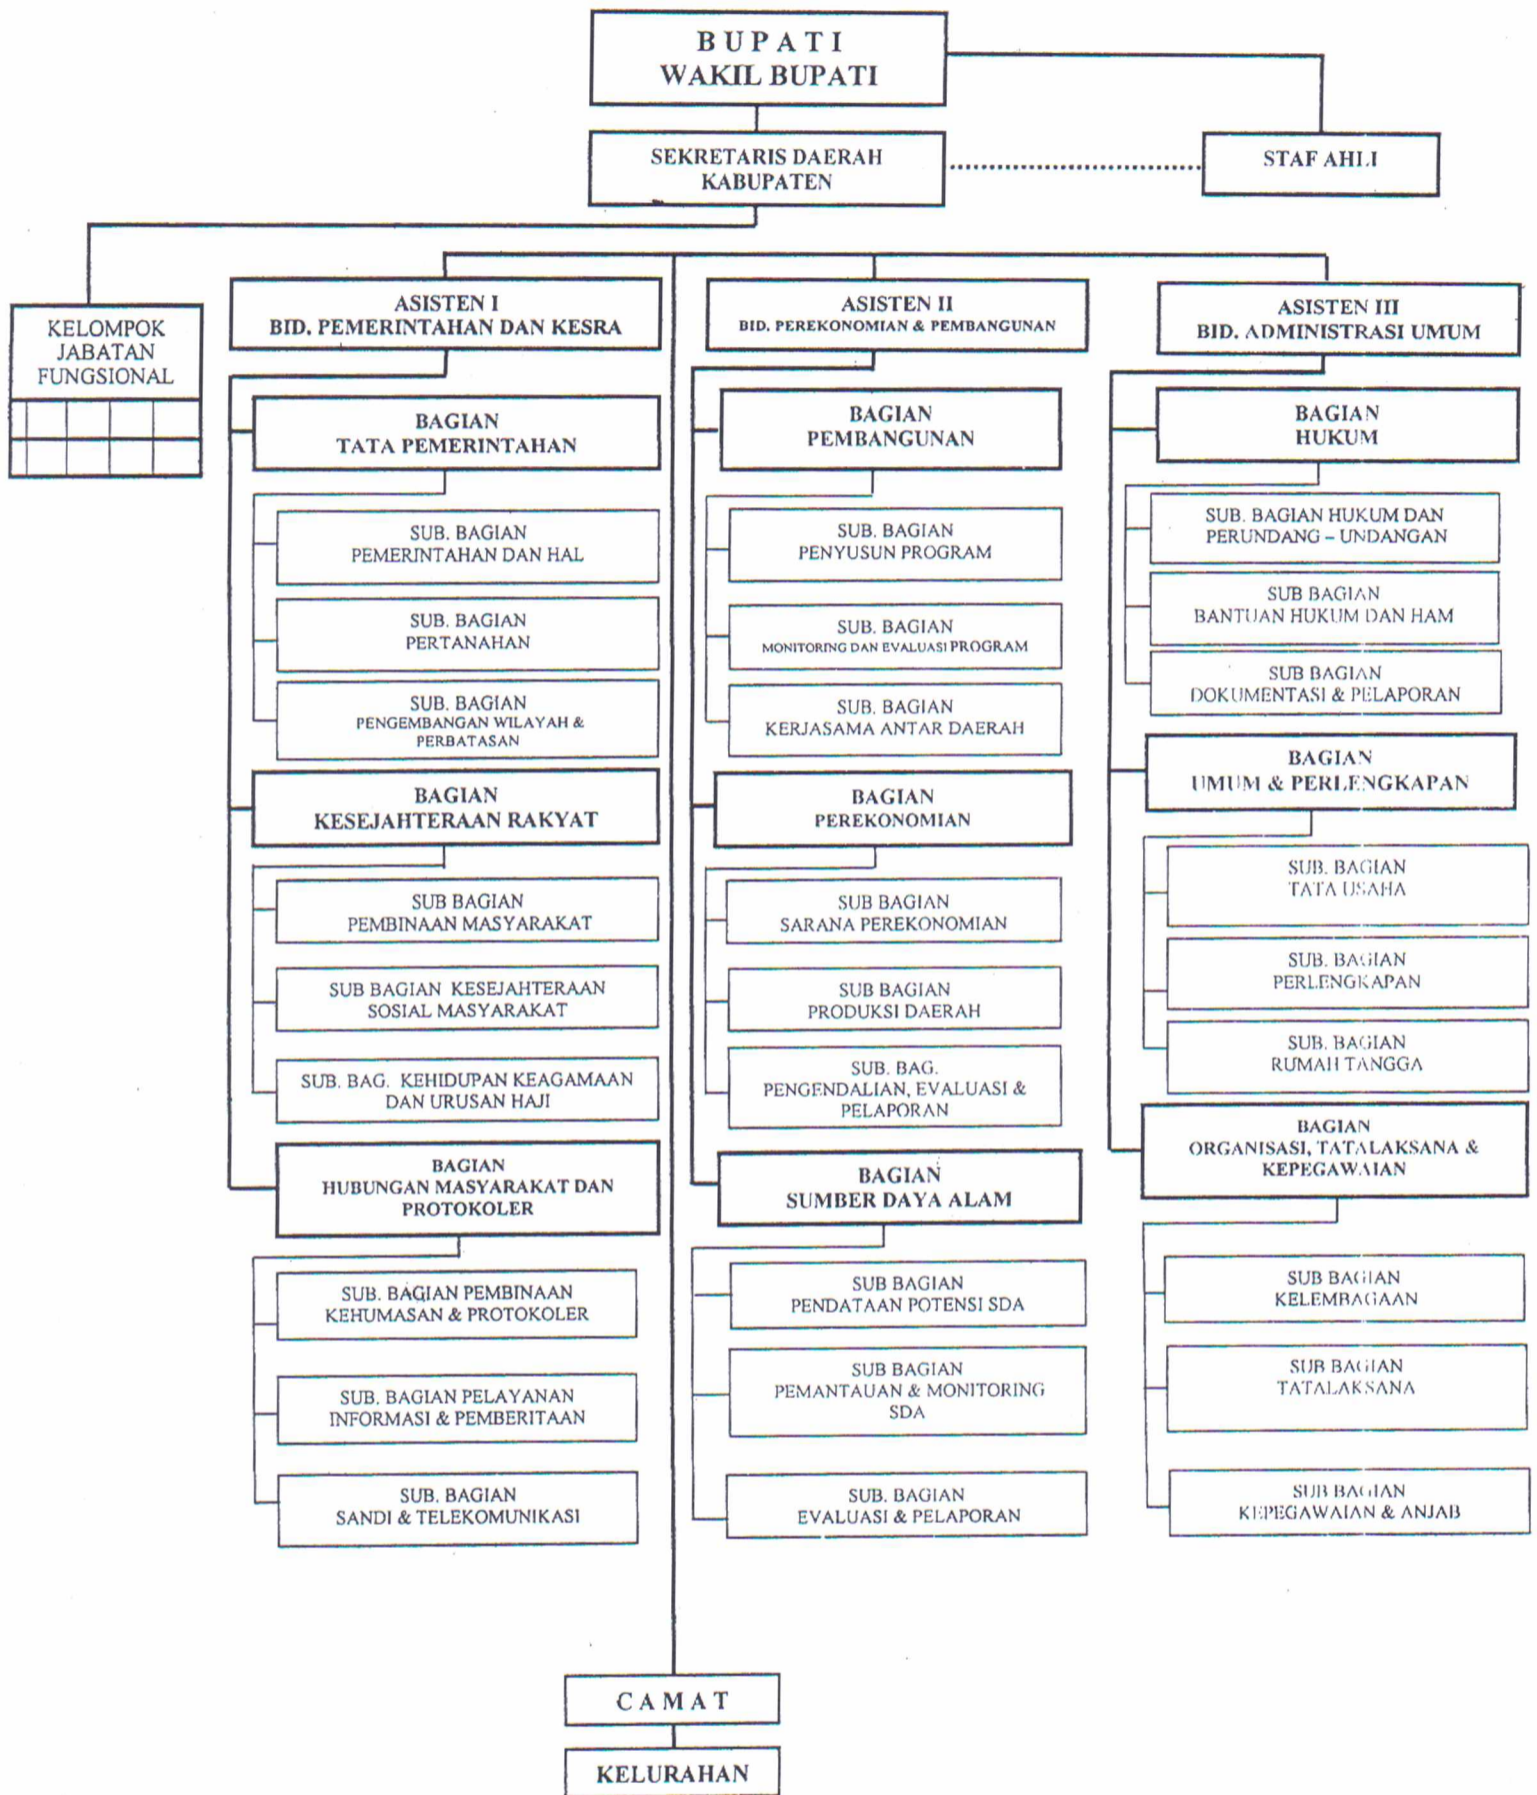 B U P A T I
WAKIL BUPATI
SEKRETARIS DAERAH
KABUPATEN
STAF AHLI
KELOMPOK
JABATAN
FUNGSIONAL
ASISTEN I
BID. PEMERINTAHAN DAN KESRA
BAGIAN
TATA PEMERINTAHAN
SUB. BAGIAN
PEMERINTAHAN DAN HAL
SUB. BAGIAN
PERTANAHAN
SUB. BAGIAN
PENGEMBANGAN WILAYAH &
PERBATASAN
BAGIAN
KESEJAHTERAAN RAKYAT
SUB BAGIAN
PEMBINAAN MASYARAKAT
SUB BAGIAN KESEJAHTERAAN
SOSIAL MASYARAKAT
SUB. BAG. KEHIDUPAN KEAGAMAAN
DAN URUSAN HAJI
BAGIAN
HUBUNGAN MASYARAKAT DAN
PROTOKOLER
SUB. BAGIAN PEMBINAAN
KEHUMASAN & PROTOKOLER
SUB. BAGIAN PELAYANAN
INFORMASI & PEMBERITAAN
SUB. BAGIAN
SANDI & TELEKOMUNIKASI
ASISTEN II
BID. PEREKONOMIAN & PEMBANGUNAN
BAGIAN
PEMBANGUNAN
SUB. BAGIAN
PENYUSUN PROGRAM
SUB. BAGIAN
MONITORING DAN EVALUASI PROGRAM
SUB. BAGIAN
KERJASAMA ANTAR DAERAH
BAGIAN
PEREKONOMIAN
SUB BAGIAN
SARANA PEREKONOMIAN
SUB BAGIAN
PRODUKSI DAERAH
SUB. BAG.
PENGENDALIAN, EVALUASI &
PELAPORAN
BAGIAN
SUMBER DAYA ALAM
SUB BAGIAN
PENDATAAN POTENSI SDA
SUB BAGIAN
PEMANTAUAN & MONITORING
SDA
SUB. BAGIAN
EVALUASI & PELAPORAN
ASISTEN III
BID. ADMINISTRASI UMUM
BAGIAN
HUKUM
SUB. BAGIAN HUKUM DAN
PERUNDANG – UNDANGAN
SUB BAGIAN
BANTUAN HUKUM DAN HAM
SUB BAGIAN
DOKUMENTASI & PELAPORAN
BAGIAN
UMUM & PERLENGKAPAN
SUB. BAGIAN
TATA USAHA
SUB. BAGIAN
PERLENGKAPAN
SUB. BAGIAN
RUMAH TANGGA
BAGIAN
ORGANISASI, TATALAKSANA &
KEPEGAWAIAN
SUB BAGIAN
KELEMBAGAAN
SUB BAGIAN
TATALAKSANA
SUB BAGIAN
KEPEGAWAIAN & ANJAB
C A M A T
KELURAHAN